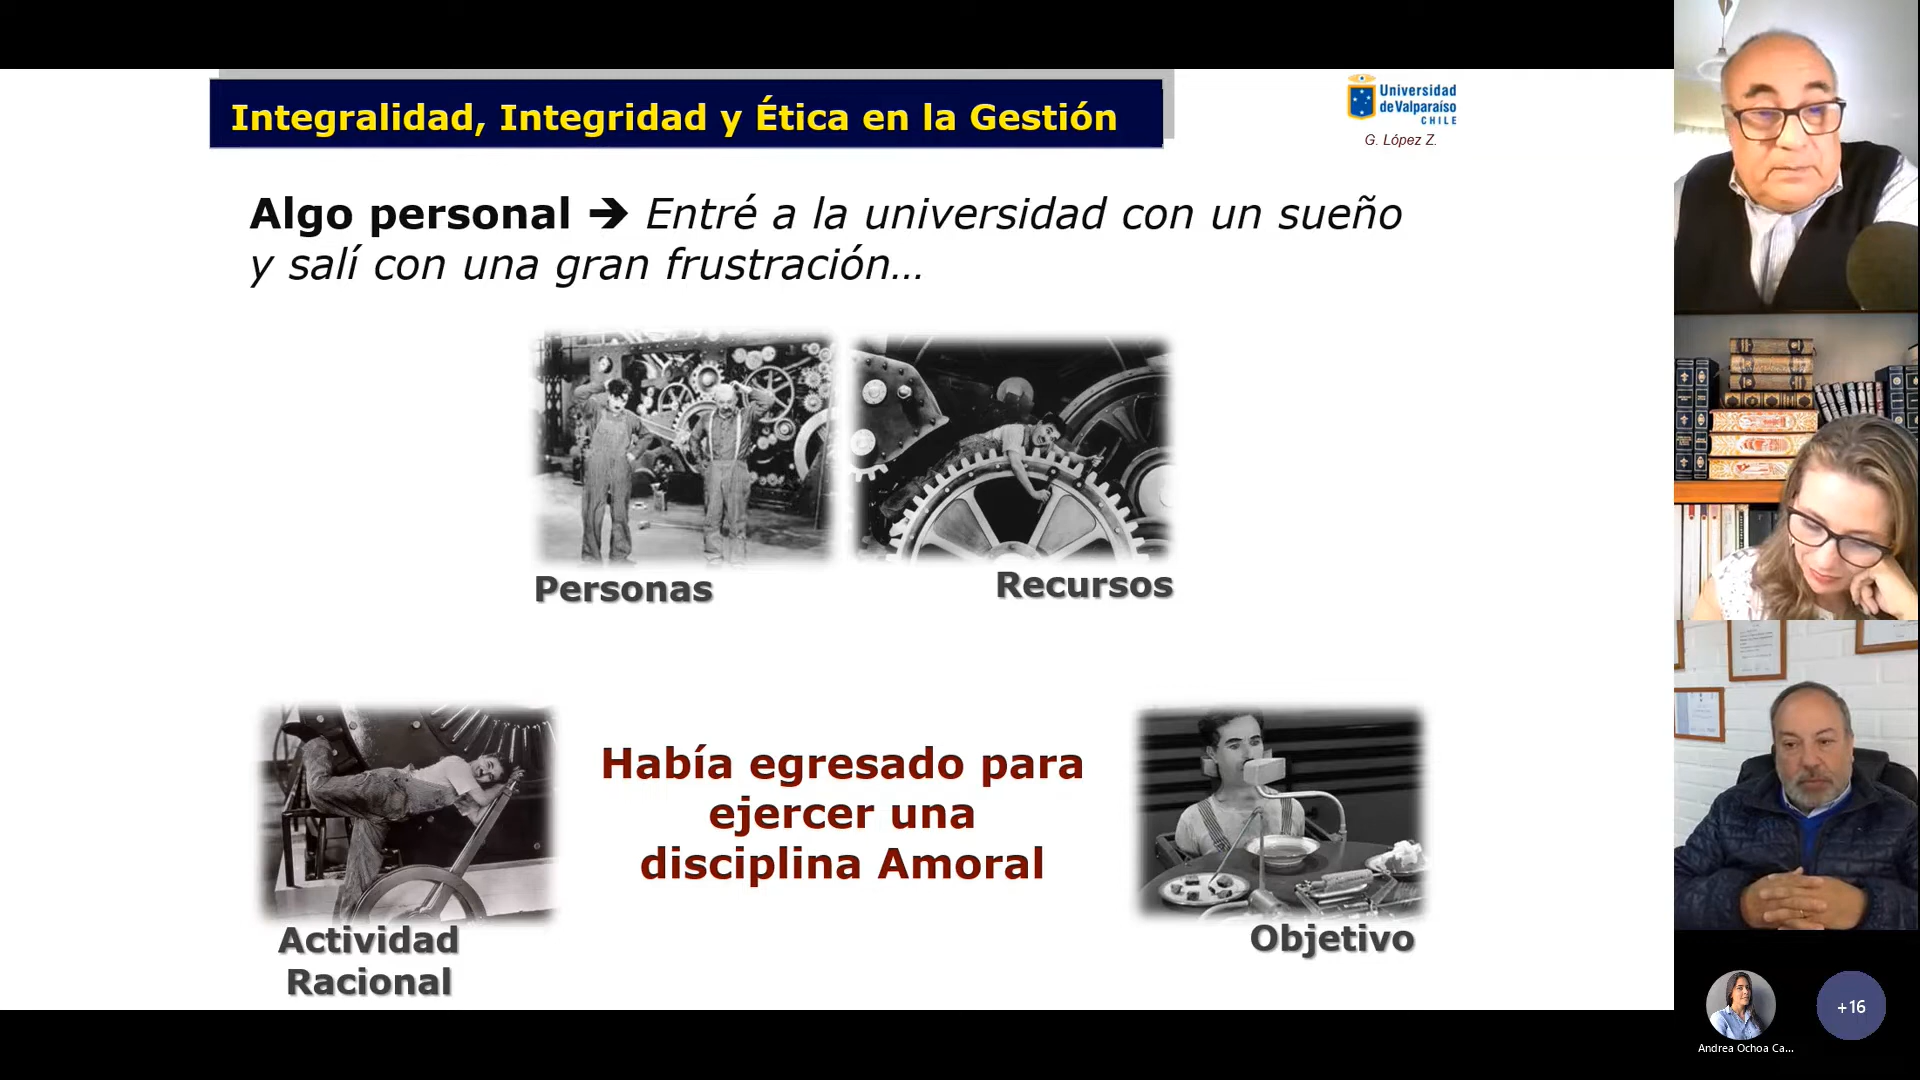 Integralidad, Integridad y Ética en la Gestión
Universidad
de Valparaíso
CHILE
G. López Z.
Algo personal ➔ Entré a la universidad con un sueño
y salí con una gran frustración...
Personas
Recursos
Había egresado para
ejercer una
disciplina Amoral
Actividad
Racional
Objetivo
+16
Andrea Ochoa Ca...